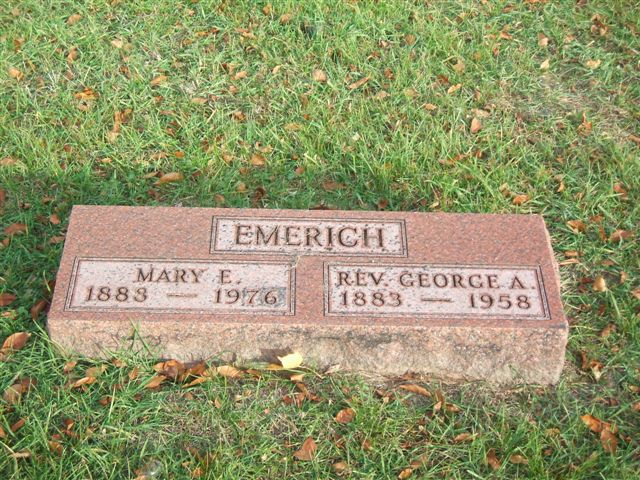 EMERICH
MARY E.
1883 — 1976
REV. GEORGE A.
1883 — 1958